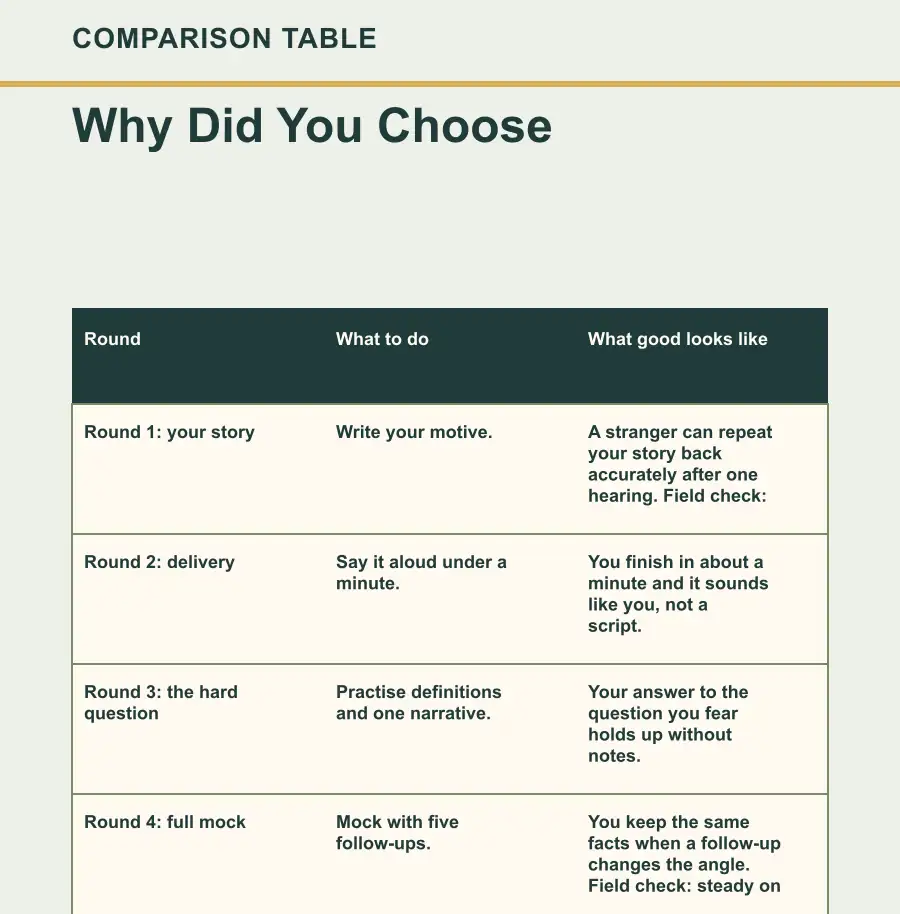 COMPARISON TABLE
Why Did You Choose
Round
What to do
What good looks like
Round 1: your story
Write your motive.
A stranger can repeat
your story back
accurately after one
hearing. Field check:
Round 2: delivery
Say it aloud under a
minute.
You finish in about a
minute and it sounds
like you, not a
script.
Round 3: the hard
question
Practise definitions
and one narrative.
Your answer to the
question you fear
holds up without
notes.
Round 4: full mock
Mock with five
follow-ups.
You keep the same
facts when a follow-up
changes the angle.
Field check: steady on